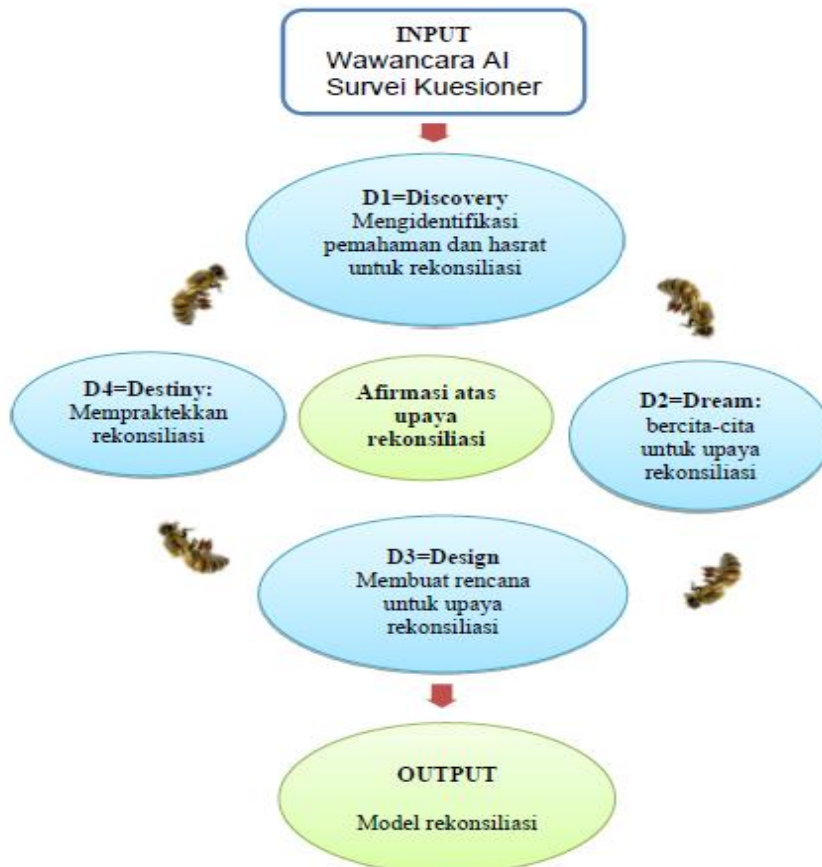 INPUT
Wawancara AI
Survei Kuesioner
D1=Discovery
Mengidentifikasi
pemahaman dan hasrat
untuk rekonsiliasi
D4=Destiny:
Mempraktekkan
rekonsiliasi
Afirmasi atas
upaya
rekonsiliasi
D2=Dream:
bercita-cita
untuk upaya
rekonsiliasi
D3=Design
Membuat rencana
untuk upaya
rekonsiliasi
OUTPUT
Model rekonsiliasi